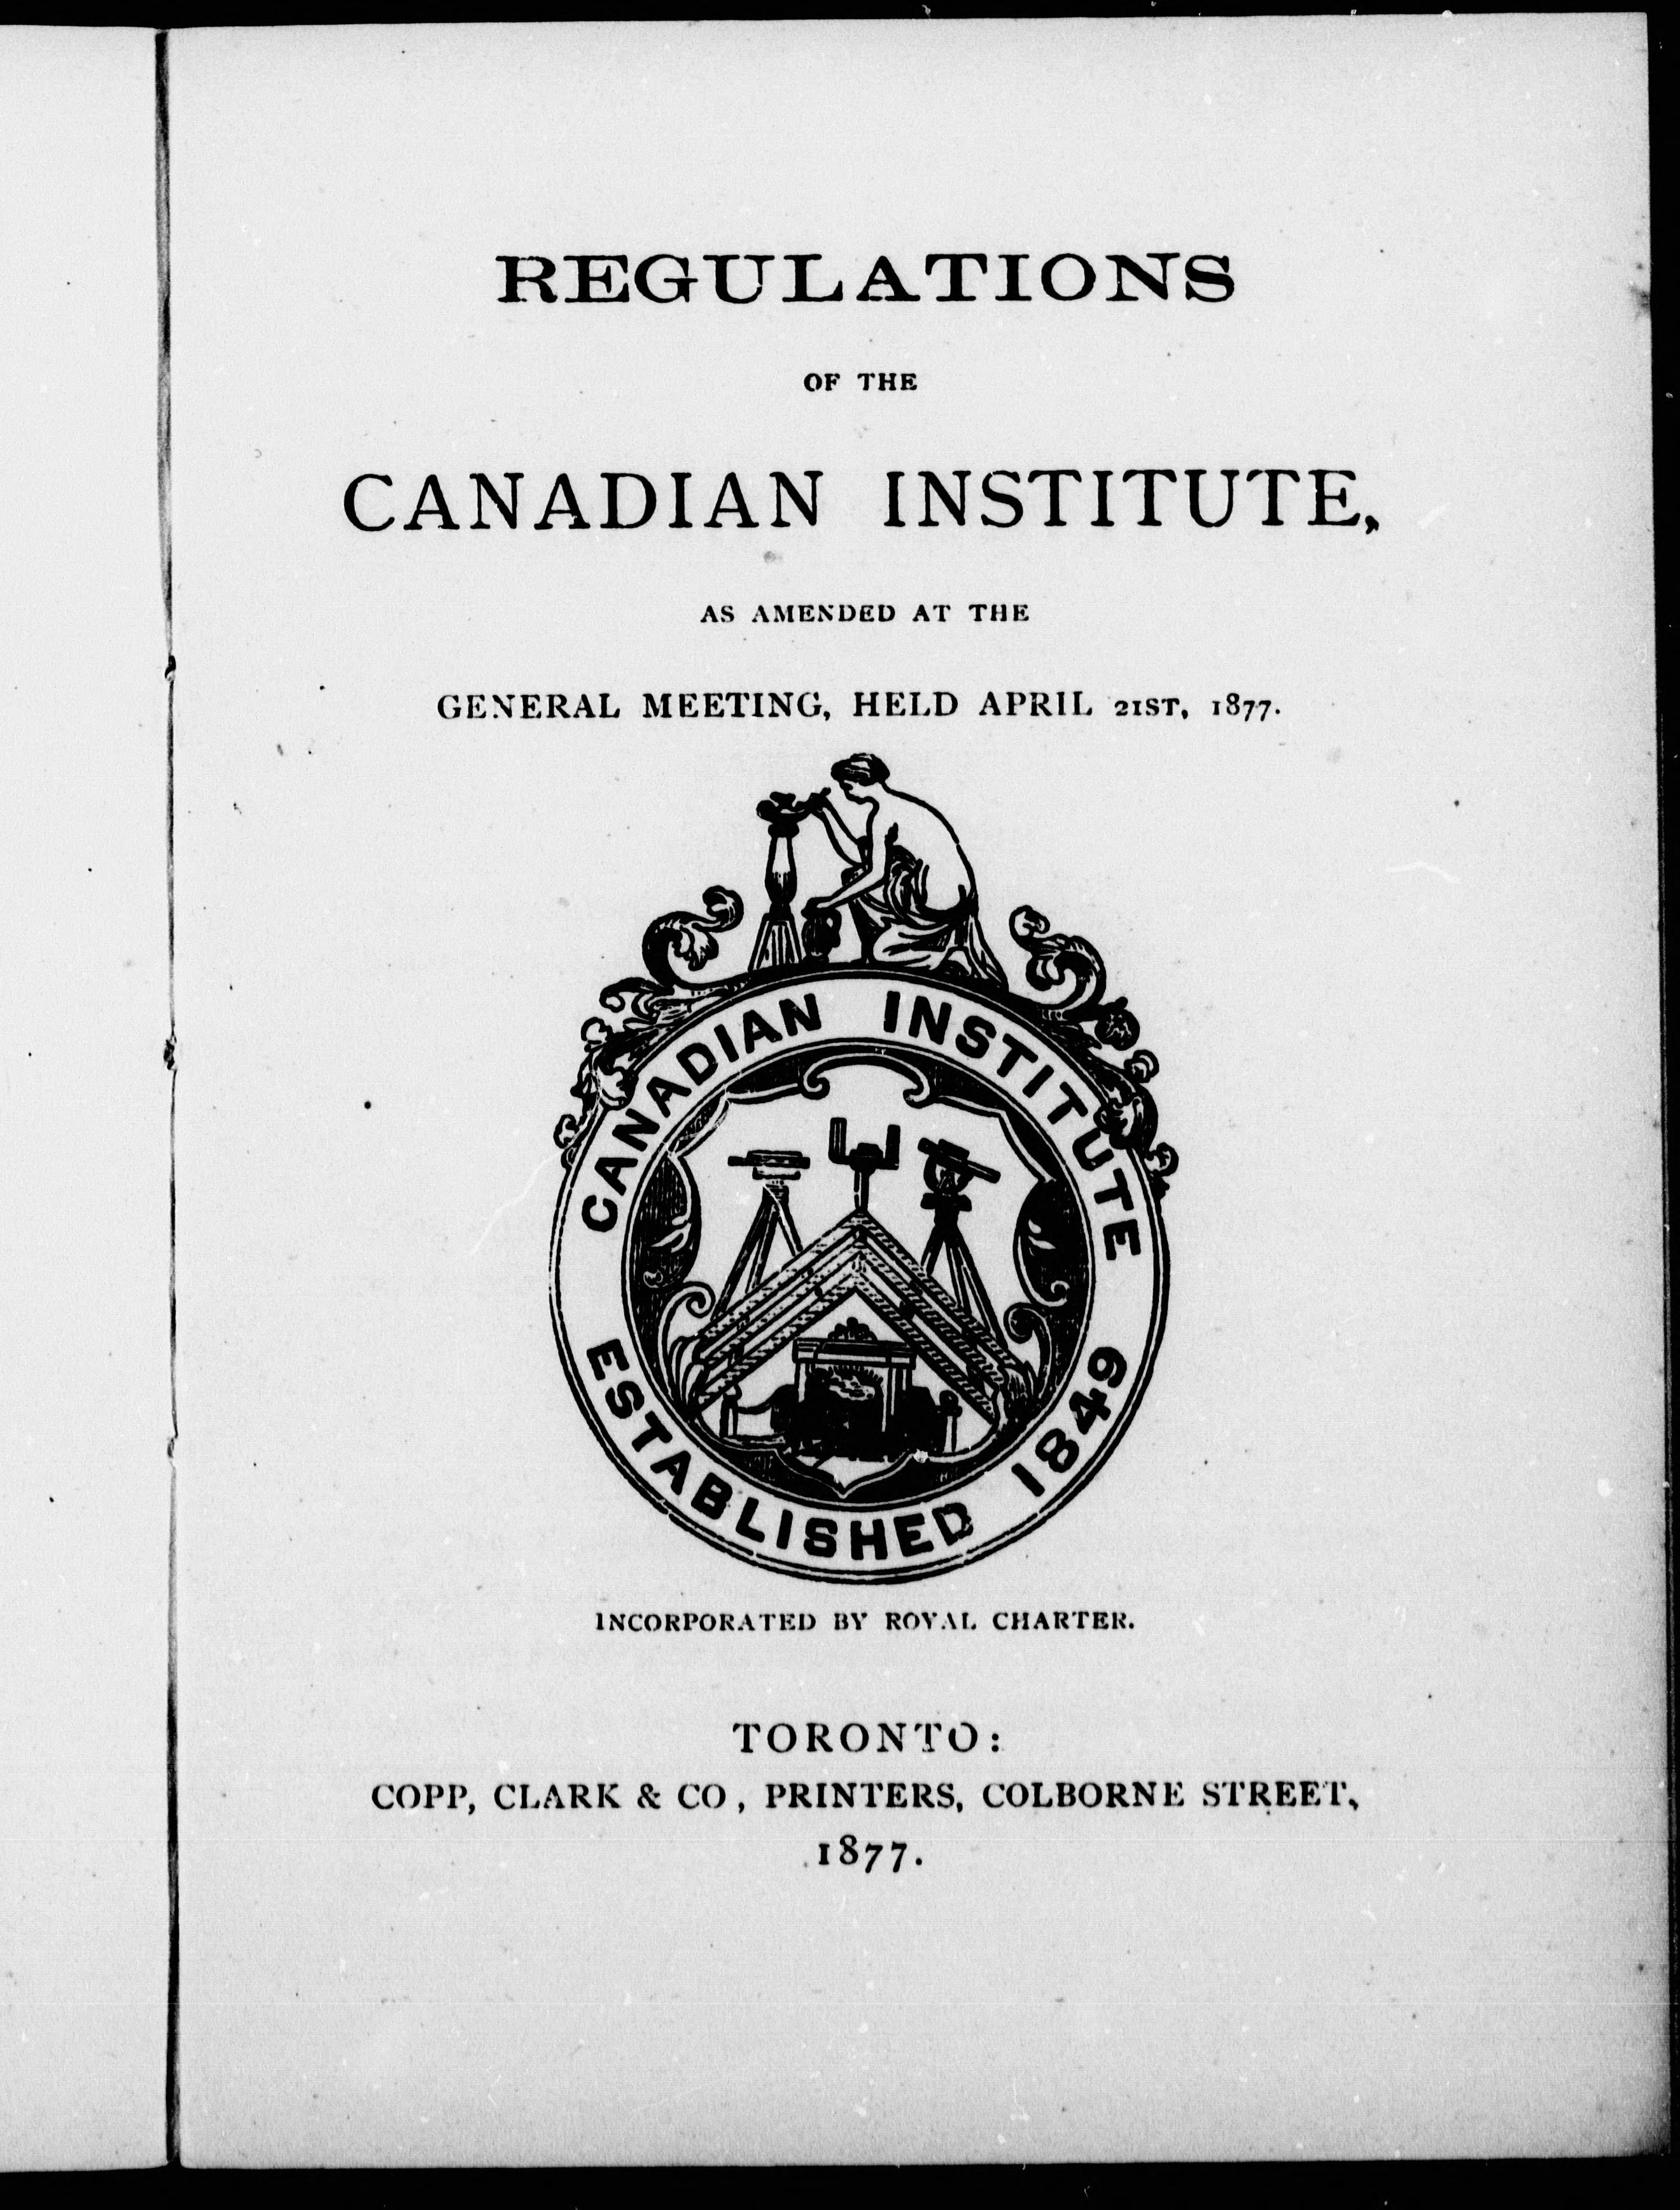 REGULATIONS
OF THE
CANADIAN INSTITUTE,
AS AMENDED AT THE
GENERAL MEETING, HELD APRIL 21ST, 1877.
CANADIAN INSTITUTE
ESTABLISHED 1849
INCORPORATED BY ROYAL CHARTER.
TORONTO:
COPP, CLARK & CO, PRINTERS, COLBORNE STREET,
1877.